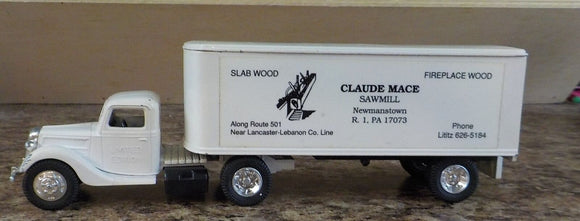 SLAB WOOD
FIREPLACE WOOD
CLAUDE MACE
SAWMILL
Newmanstown
R. 1, PA 17073
Along Route 501
Near Lancaster-Lebanon Co. Line
Phone
Lititz 626-5184